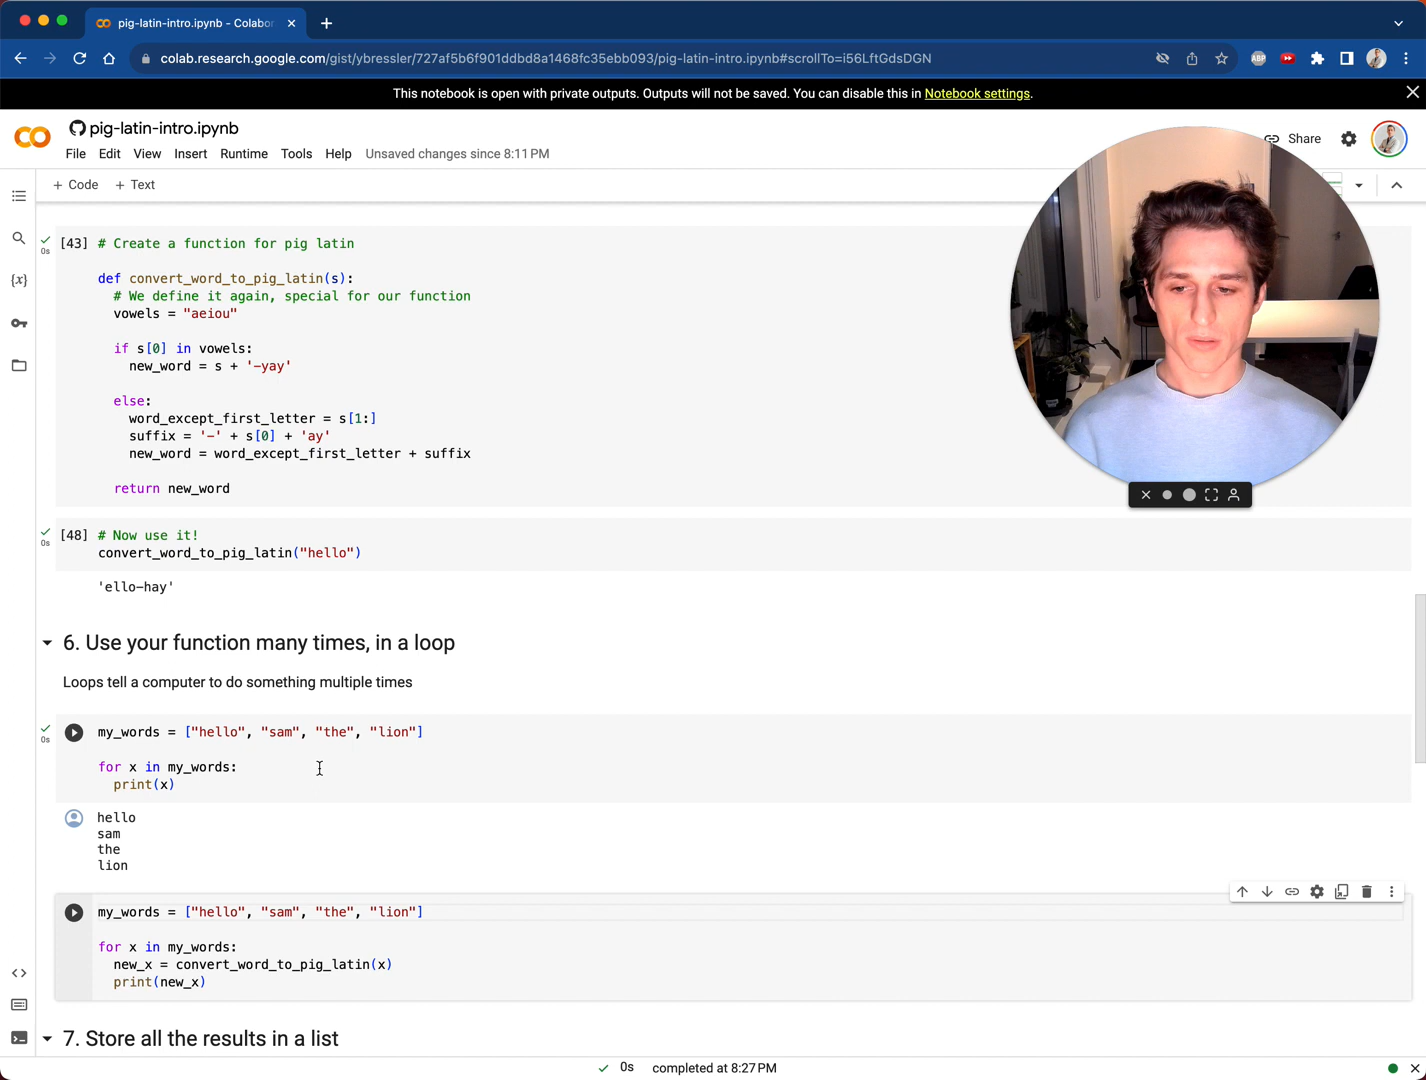 pig-latin-intro.ipynb - Colabor
colab.research.google.com/gist/ybressler/727af5b6f901ddbd8a1468fc35ebb093/pig-latin-intro.ipynb#scrollTo=i56LftGdsDGN
ABP
This notebook is open with private outputs. Outputs will not be saved. You can disable this in Notebook settings.
pig-latin-intro.ipynb
Share
File Edit View Insert Runtime Tools Help Unsaved changes since 8:11 PM
+ Code + Text
{x}
0s
[43] # Create a function for pig latin
def convert_word_to_pig_latin(s):
# We define it again, special for our function
vowels = "aeiou"
if s[0] in vowels:
new_word = s + '-yay'
else:
word_except_first_letter = s[1:]
suffix = '-' + s[0] + 'ay'
new_word = word_except_first_letter + suffix
return new_word
0s
[48] # Now use it!
convert_word_to_pig_latin("hello")
'ello-hay'
6. Use your function many times, in a loop
Loops tell a computer to do something multiple times
0s
my_words = ["hello", "sam", "the", "lion"]
for x in my_words:
print(x)
hello
sam
the
lion
my_words = ["hello", "sam", "the", "lion"]
for x in my_words:
new_x = convert_word_to_pig_latin(x)
print(new_x)
7. Store all the results in a list
0s completed at 8:27 PM